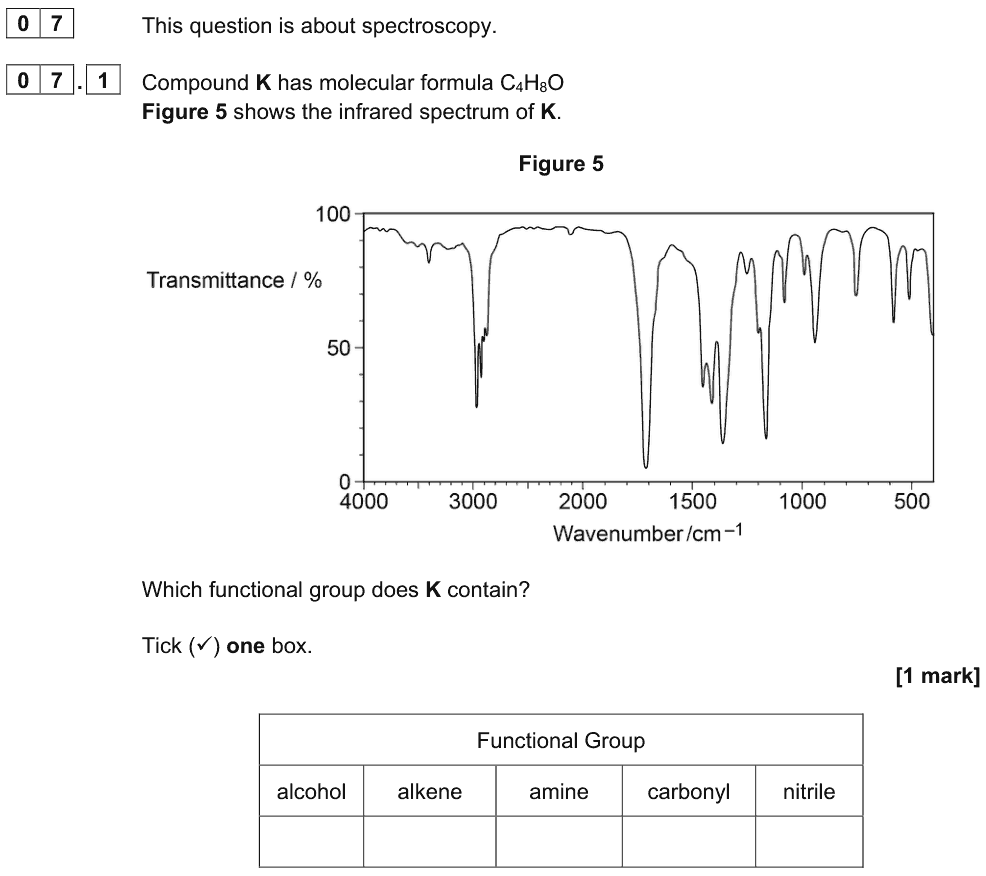 0 7 This question is about spectroscopy.
0 7 . 1 Compound K has molecular formula C₄H₈O
Figure 5 shows the infrared spectrum of K.
Figure 5
100
Transmittance / %
50
0
4000 3000 2000 1500 1000 500
Wavenumber /cm⁻¹
Which functional group does K contain?
Tick (✓) one box.
[1 mark]
Functional Group
alcohol alkene amine carbonyl nitrile